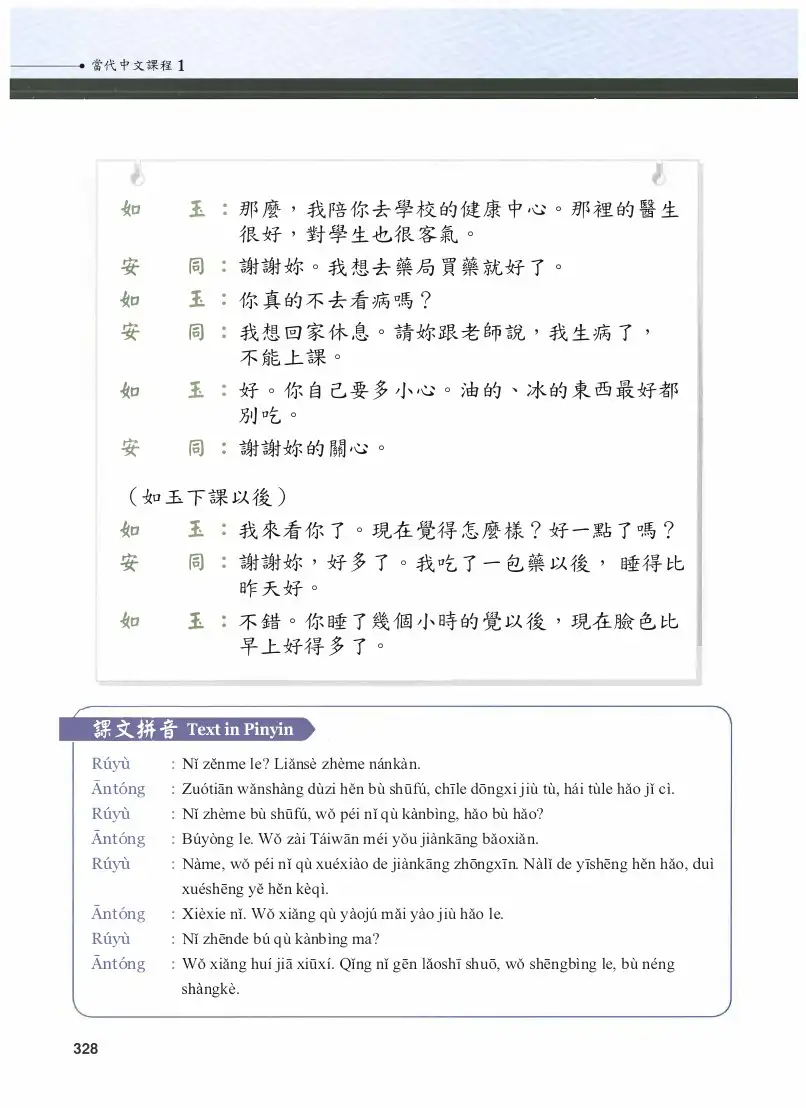 當代中文課程 1
如玉：那麼，我陪你去學校的健康中心。那裡的醫生
很好，對學生也很客氣。
安同：謝謝妳。我想去藥局買藥就好了。
如玉：你真的不去看病嗎？
安同：我想回家休息。請妳跟老師說，我生病了，
不能上課。
如玉：好。你自己要多小心。油的、冰的東西最好都
別吃。
安同：謝謝妳的關心。
（如玉下課以後）
如玉：我來看你了。現在覺得怎麼樣？好一點了嗎？
安同：謝謝妳，好多了。我吃了一包藥以後， 睡得比
昨天好。
如玉：不錯。你睡了幾個小時的覺以後，現在臉色比
早上好得多了。
課文拼音 Text in Pinyin
Rúyù : Nǐ zěnme le? Liǎnsè zhème nánkàn.
Āntóng : Zuótiān wǎnshàng dùzi hěn bù shūfú, chīle dōngxi jiù tù, hái tùle hǎo jǐ cì.
Rúyù : Nǐ zhème bù shūfú, wǒ péi nǐ qù kànbìng, hǎo bù hǎo?
Āntóng : Búyòng le. Wǒ zài Táiwān méi yǒu jiànkāng bǎoxiǎn.
Rúyù : Nàme, wǒ péi nǐ qù xuéxiào de jiànkāng zhōngxīn. Nàlǐ de yīshēng hěn hǎo, duì
xuéshēng yě hěn kèqì.
Āntóng : Xièxie nǐ. Wǒ xiǎng qù yàojú mǎi yào jiù hǎo le.
Rúyù : Nǐ zhēnde bú qù kànbìng ma?
Āntóng : Wǒ xiǎng huí jiā xiūxí. Qǐng nǐ gēn lǎoshī shuō, wǒ shēngbìng le, bù néng
shàngkè.
328